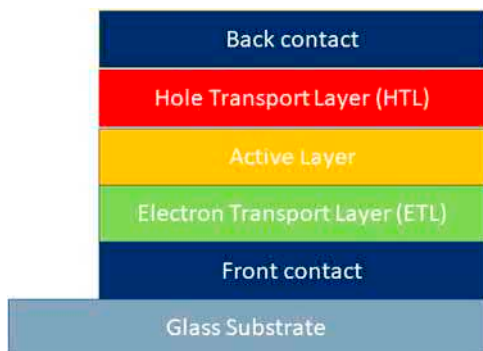 Back contact
Hole Transport Layer (HTL)
Active Layer
Electron Transport Layer (ETL)
Front contact
Glass Substrate